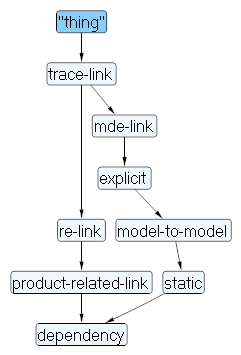 "thing"
trace-link
mde-link
explicit
re-link
model-to-model
product-related-link
static
dependency